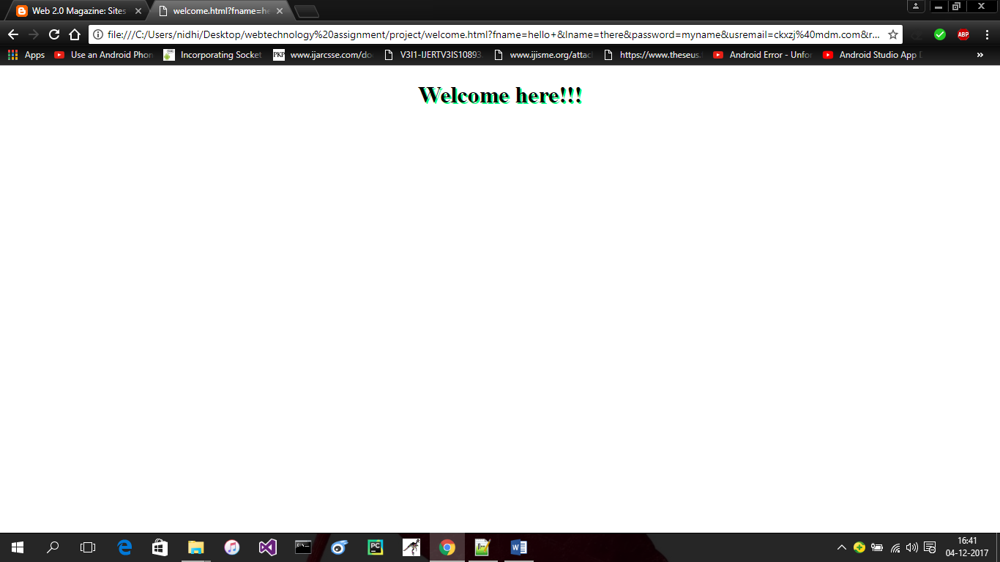 Web 2.0 Magazine: Sites
welcome.html?fname=he
file:///C:/Users/nidhi/Desktop/webtechnology%20assignment/project/welcome.html?fname=hello+&lname=there&password=myname&usremail=ckxzj%40mdm.com&r...
ABP
Apps
Use an Android Phon
Incorporating Socket
PKP
www.ijarcsse.com/do
V3I1-IJERTV3IS10893
www.ijisme.org/attac
https://www.theseus.
Android Error - Unfor
Android Studio App D
»
Welcome here!!!
PC
16:41
04-12-2017